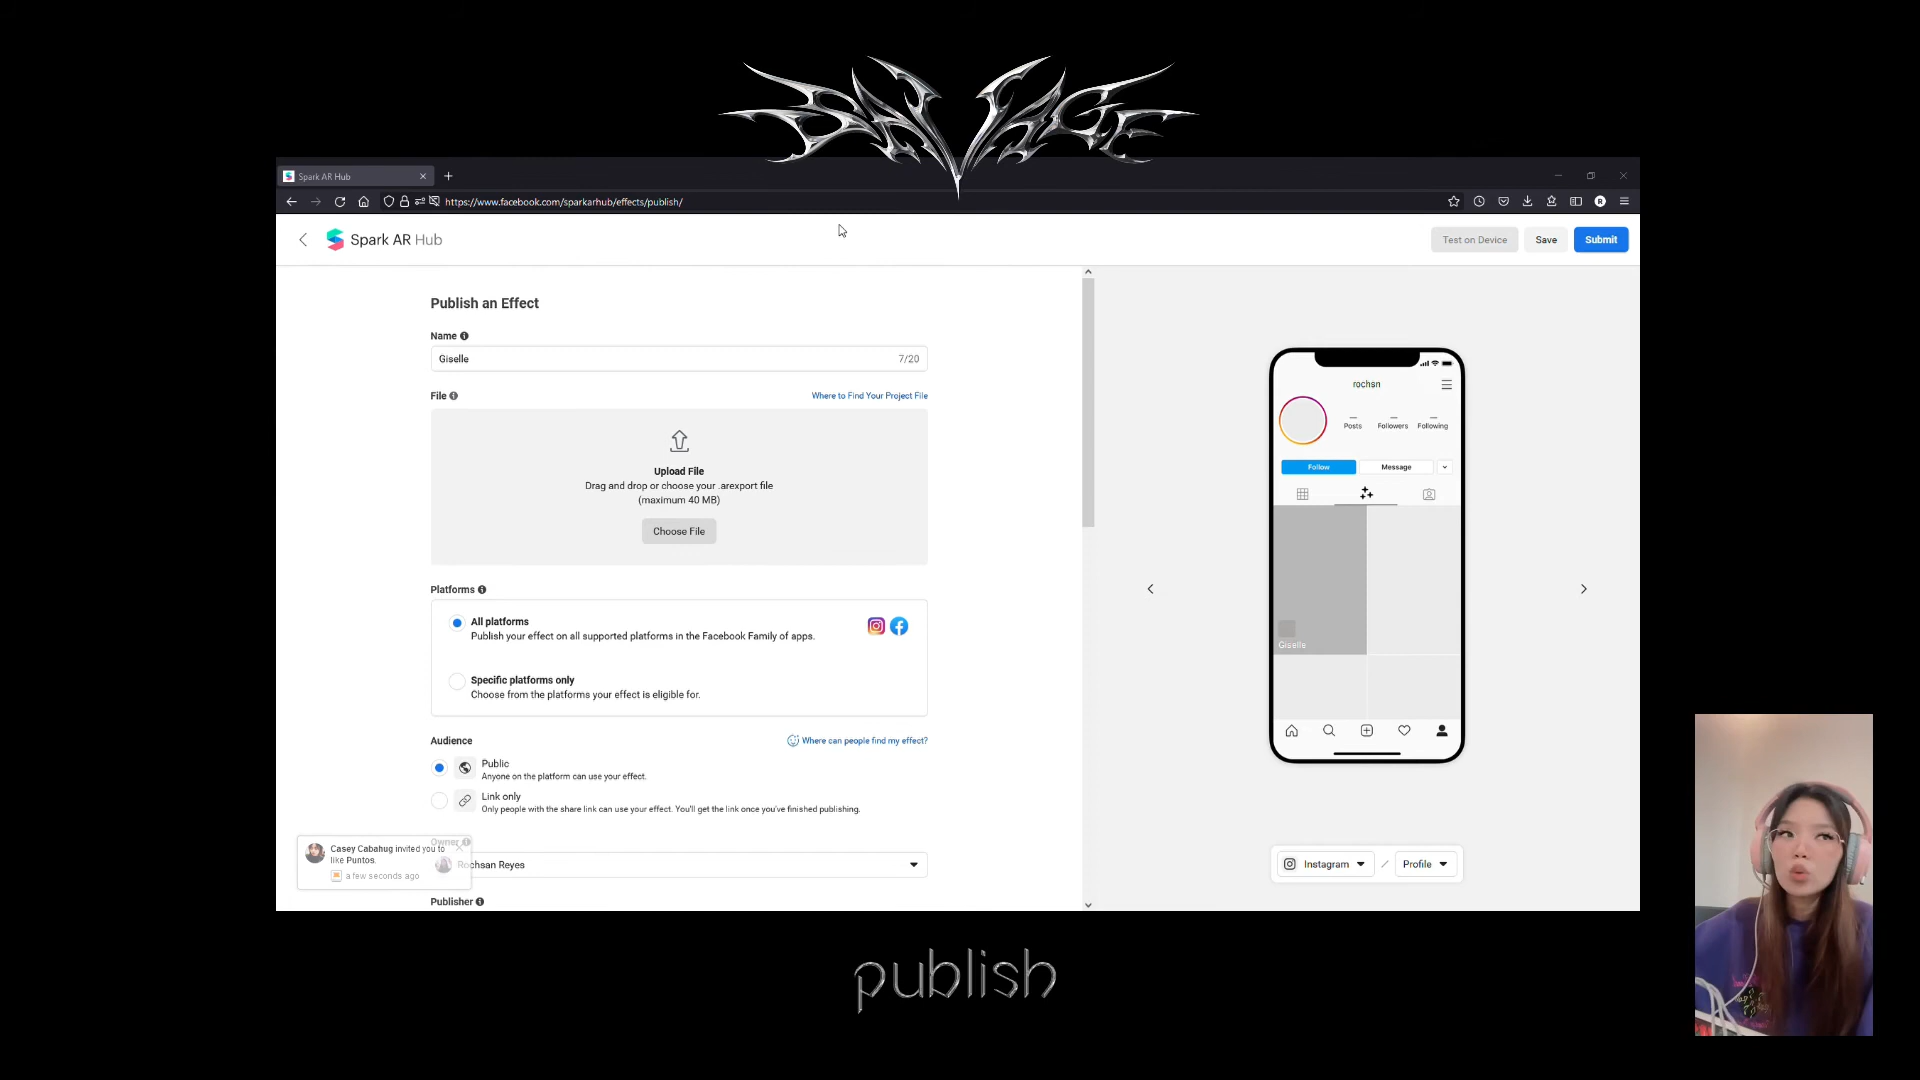 SAVAGE
Spark AR Hub
https://www.facebook.com/sparkarhub/effects/publish/
Spark AR Hub
Test on Device
Save
Submit
Publish an Effect
Name
Giselle
7/20
File
Where to Find Your Project File
Upload File
Drag and drop or choose your .arexport file
(maximum 40 MB)
Choose File
Platforms
All platforms
Publish your effect on all supported platforms in the Facebook Family of apps.
Specific platforms only
Choose from the platforms your effect is eligible for.
Audience
Where can people find my effect?
Public
Anyone on the platform can use your effect.
Link only
Only people with the share link can use your effect. You'll get the link once you've finished publishing.
Owner
Rochsan Reyes
Casey Cabahug invited you to
like Puntos.
a few seconds ago
Publisher
rochsn
Posts
Followers
Following
Follow
Message
Giselle
Instagram
/
Profile
publish